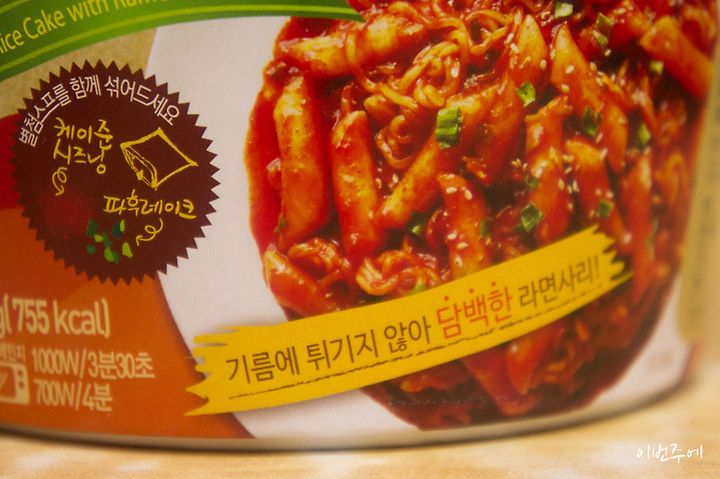 ice Cake with Ramen
별첨스프를 함께 섞어드세요
케이준
시즈닝
파후레이크
g(755 kcal)
1000W/3분30초
700W/4분
기름에 튀기지 않아 담백한 라면사리!
이번주에